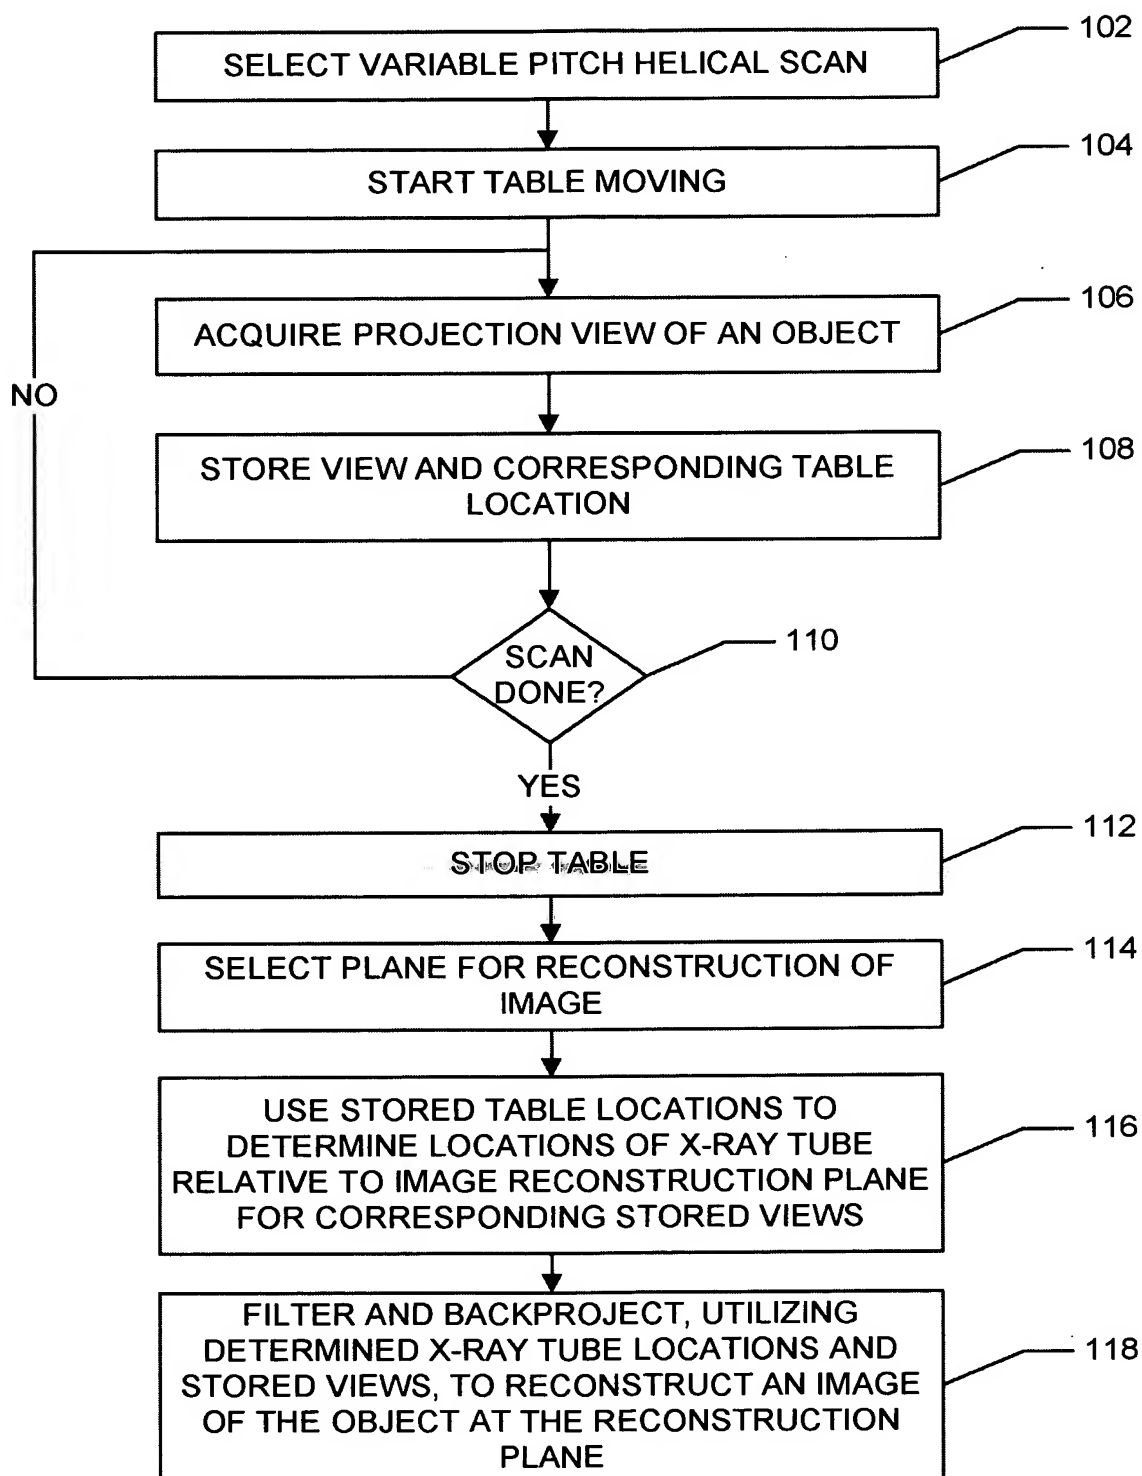 102
SELECT VARIABLE PITCH HELICAL SCAN
104
START TABLE MOVING
106
ACQUIRE PROJECTION VIEW OF AN OBJECT
NO
108
STORE VIEW AND CORRESPONDING TABLE
LOCATION
110
SCAN
DONE?
YES
112
STOP TABLE
114
SELECT PLANE FOR RECONSTRUCTION OF
IMAGE
116
USE STORED TABLE LOCATIONS TO
DETERMINE LOCATIONS OF X-RAY TUBE
RELATIVE TO IMAGE RECONSTRUCTION PLANE
FOR CORRESPONDING STORED VIEWS
118
FILTER AND BACKPROJECT, UTILIZING
DETERMINED X-RAY TUBE LOCATIONS AND
STORED VIEWS, TO RECONSTRUCT AN IMAGE
OF THE OBJECT AT THE RECONSTRUCTION
PLANE